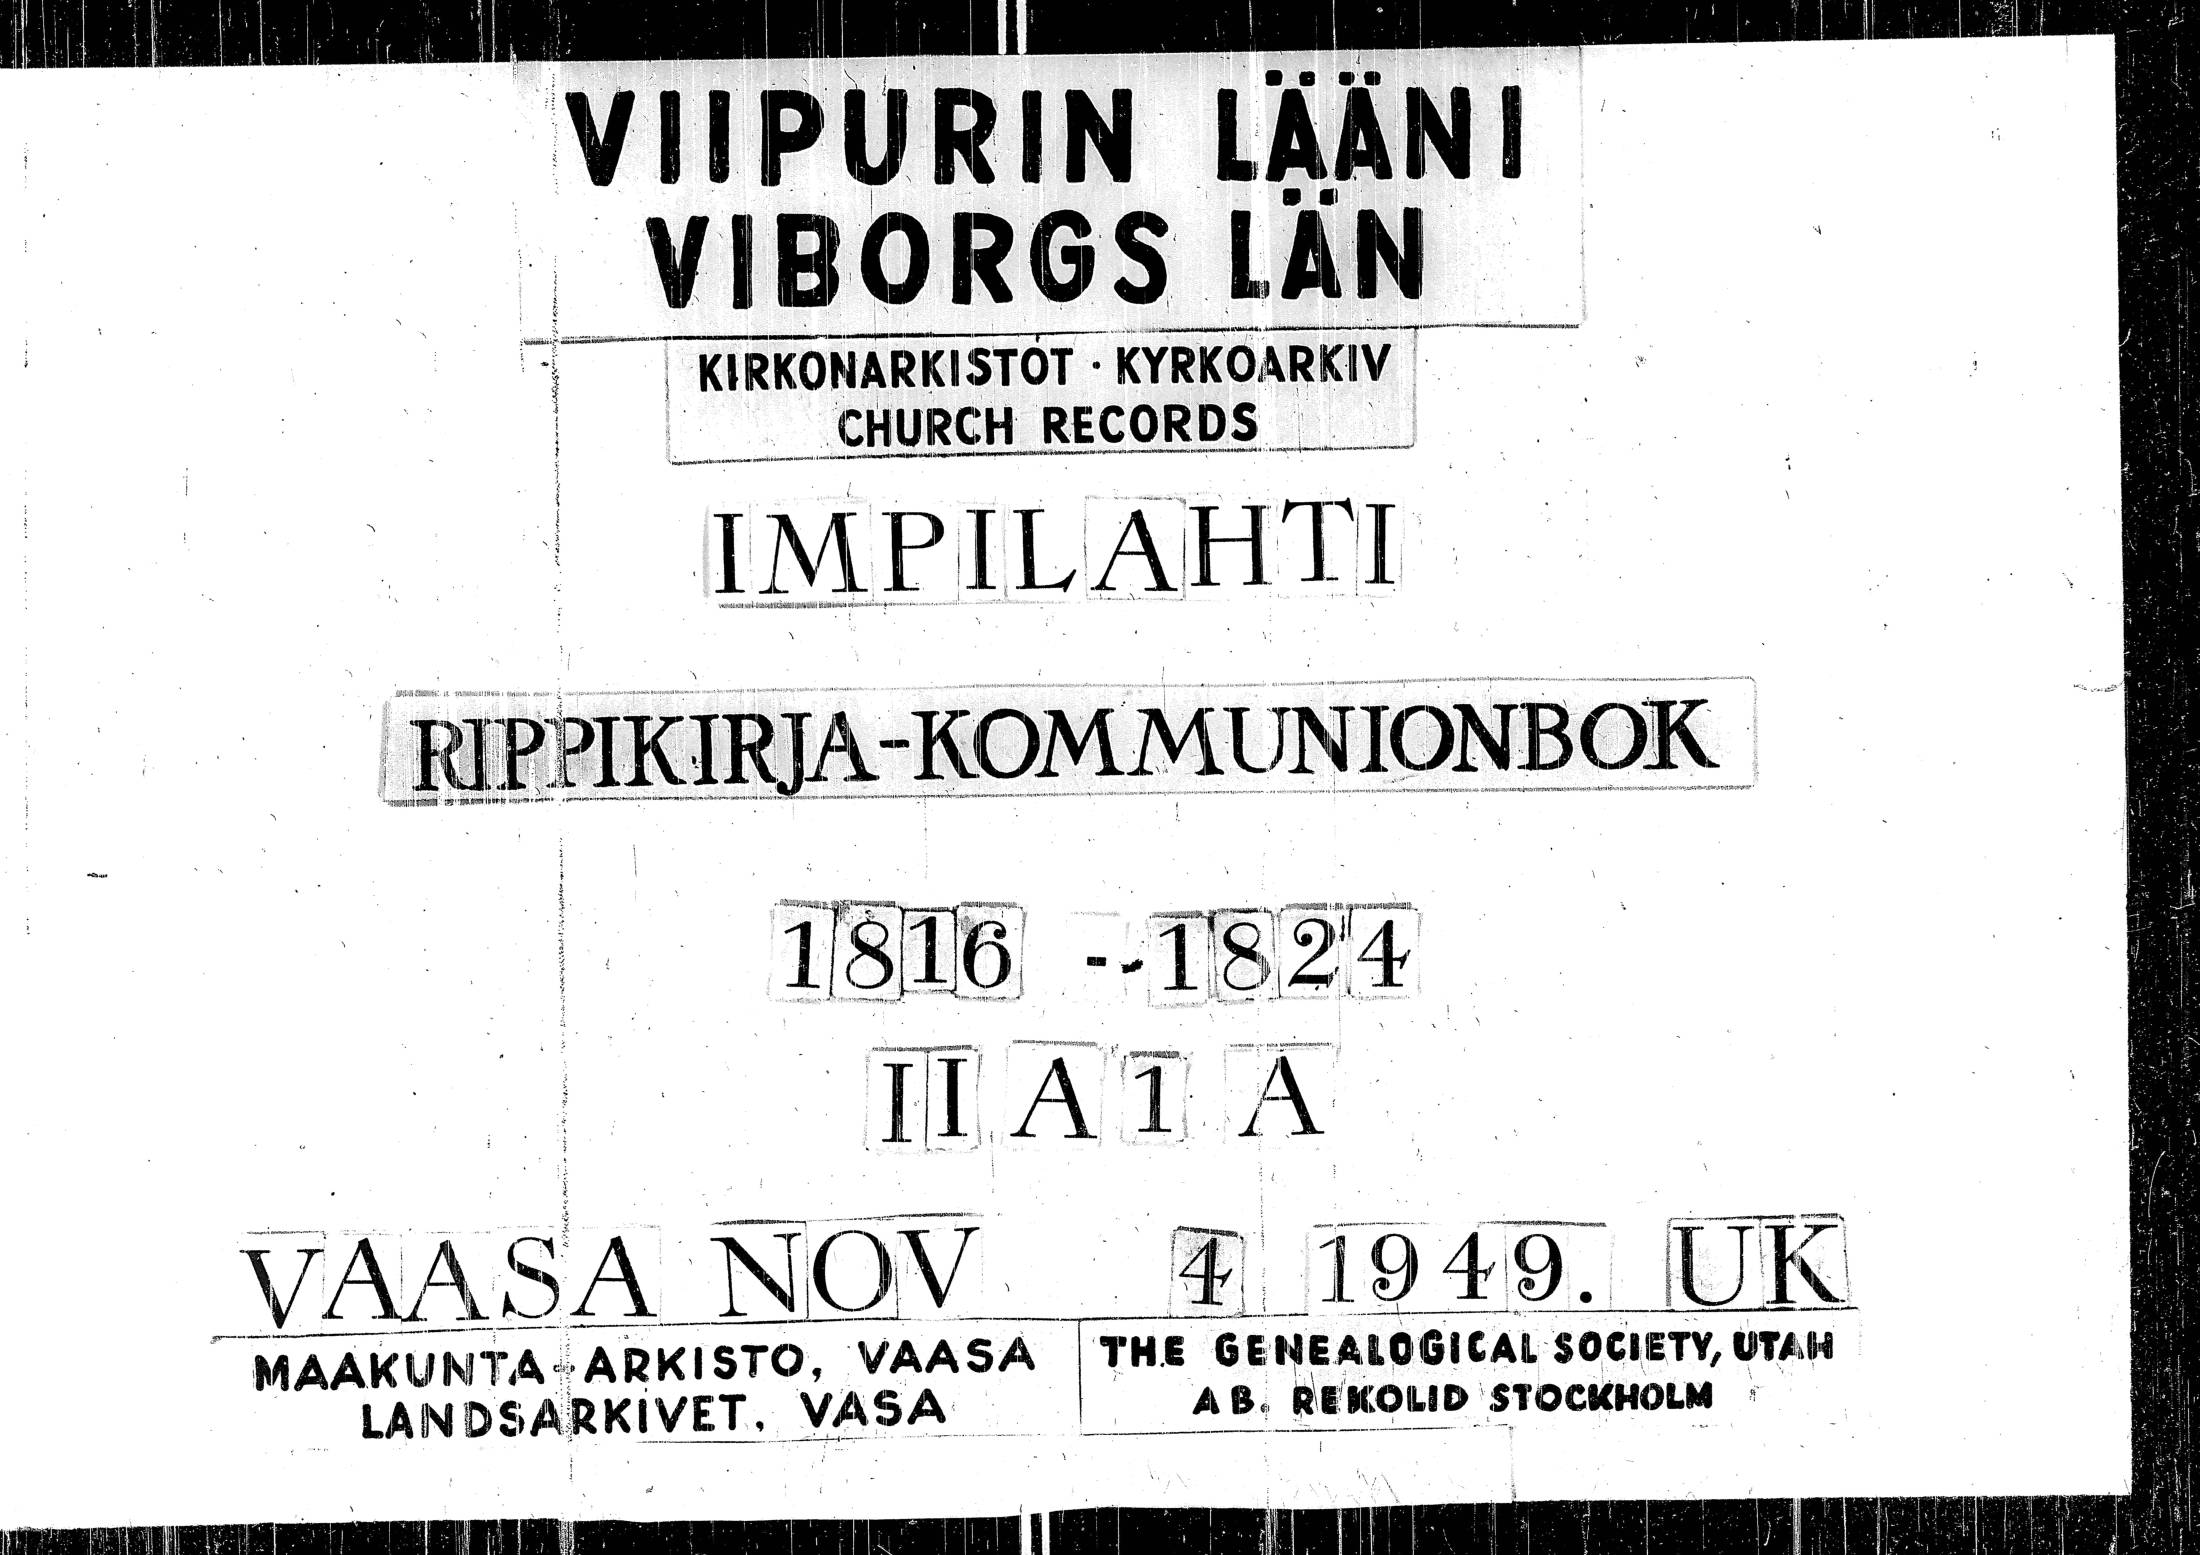 VIIPURIN LÄÄNI
VIBORGS LÄN
KIRKONARKISTOT · KYRKOARKIV
CHURCH RECORDS
IMPILAHTI
RIPPIKIRJA-KOMMUNIONBOK
1816 - 1824
II A 1 A
VAASA NOV 4 1949. UK
MAAKUNTA-ARKISTO, VAASA
LANDSARKIVET, VASA
THE GENEALOGICAL SOCIETY, UTAH
AB. REKOLID STOCKHOLM